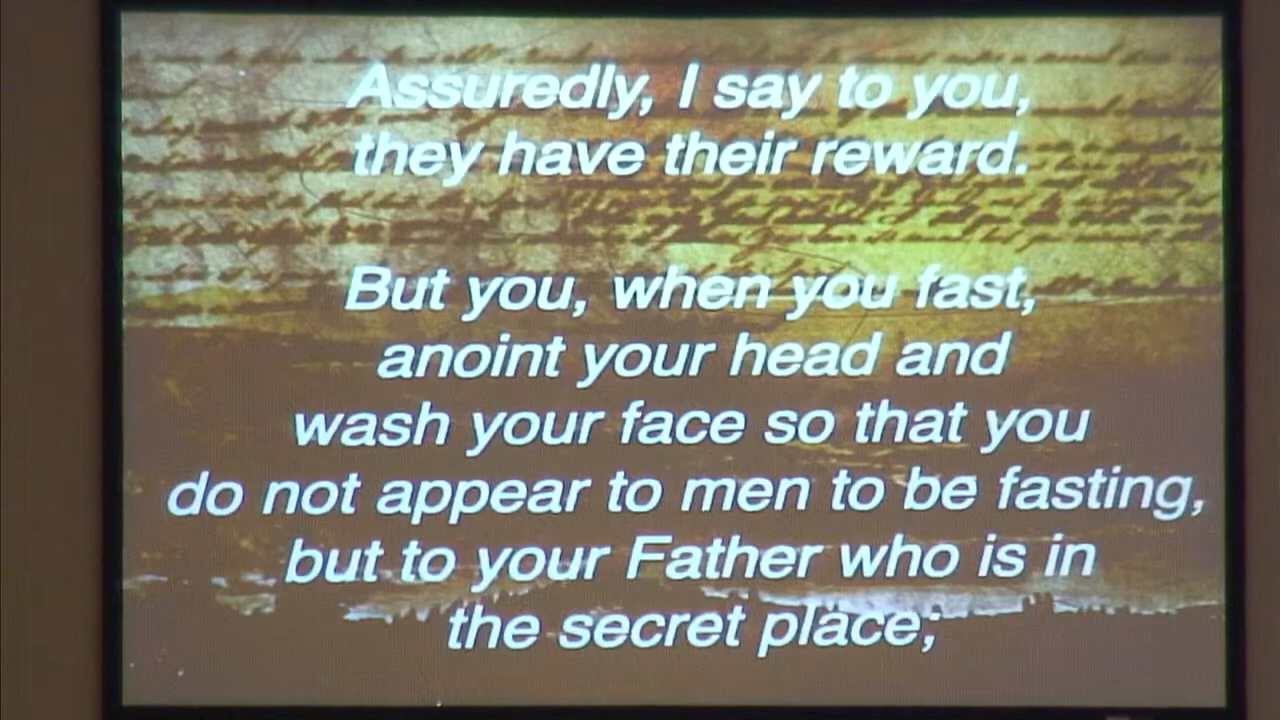 Assuredly, I say to you,
they have their reward.
But you, when you fast,
anoint your head and
wash your face so that you
do not appear to men to be fasting,
but to your Father who is in
the secret place;